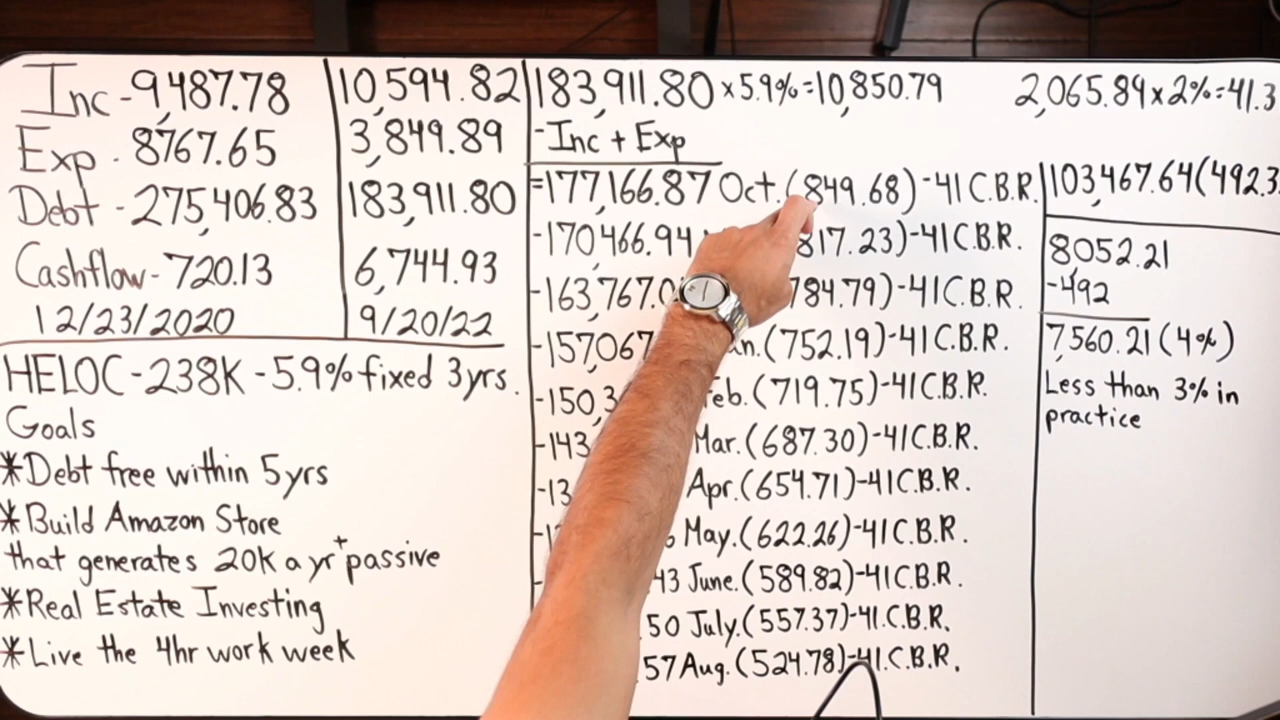 Inc - 9,487.78
Exp - 8767.65
Debt - 275,406.83
Cashflow - 720.13
12/23/2020
10,594.82
3,849.89
183,911.80
6,744.93
9/20/22
HELOC - 238K - 5.9% fixed 3yrs.
Goals
*Debt free within 5yrs
*Build Amazon Store
that generates 20K a yr+ passive
*Real Estate Investing
*Live the 4hr work week
183,911.80 x 5.9% = 10,850.79
- Inc + Exp
=177,166.87 Oct. (849.68) -41 C.B.R.
-170,466.94 817.23) -41 C.B.R.
-163,767.0 784.79) -41 C.B.R.
-157,067 n. (752.19) -41 C.B.R.
-150,3 eb. (719.75) -41 C.B.R.
-143 Mar. (687.30) -41 C.B.R.
-13 Apr. (654.71) -41 C.B.R.
May. (622.26) -41 C.B.R.
43 June. (589.82) -41 C.B.R.
.50 July. (557.37) -41 C.B.R.
.57 Aug. (524.78) -41 C.B.R.
2,065.84 x 2% = 41.3
103,467.64 (492.3
8052.21
-492
7,560.21 (4%)
Less than 3% in
practice